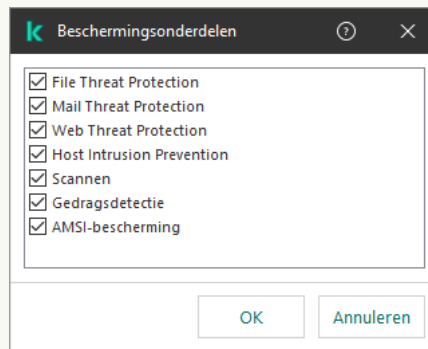 Beschermingsonderdelen
File Threat Protection
Mail Threat Protection
Web Threat Protection
Host Intrusion Prevention
Scannen
Gedragsdetectie
AMSI-bescherming
OK
Annuleren